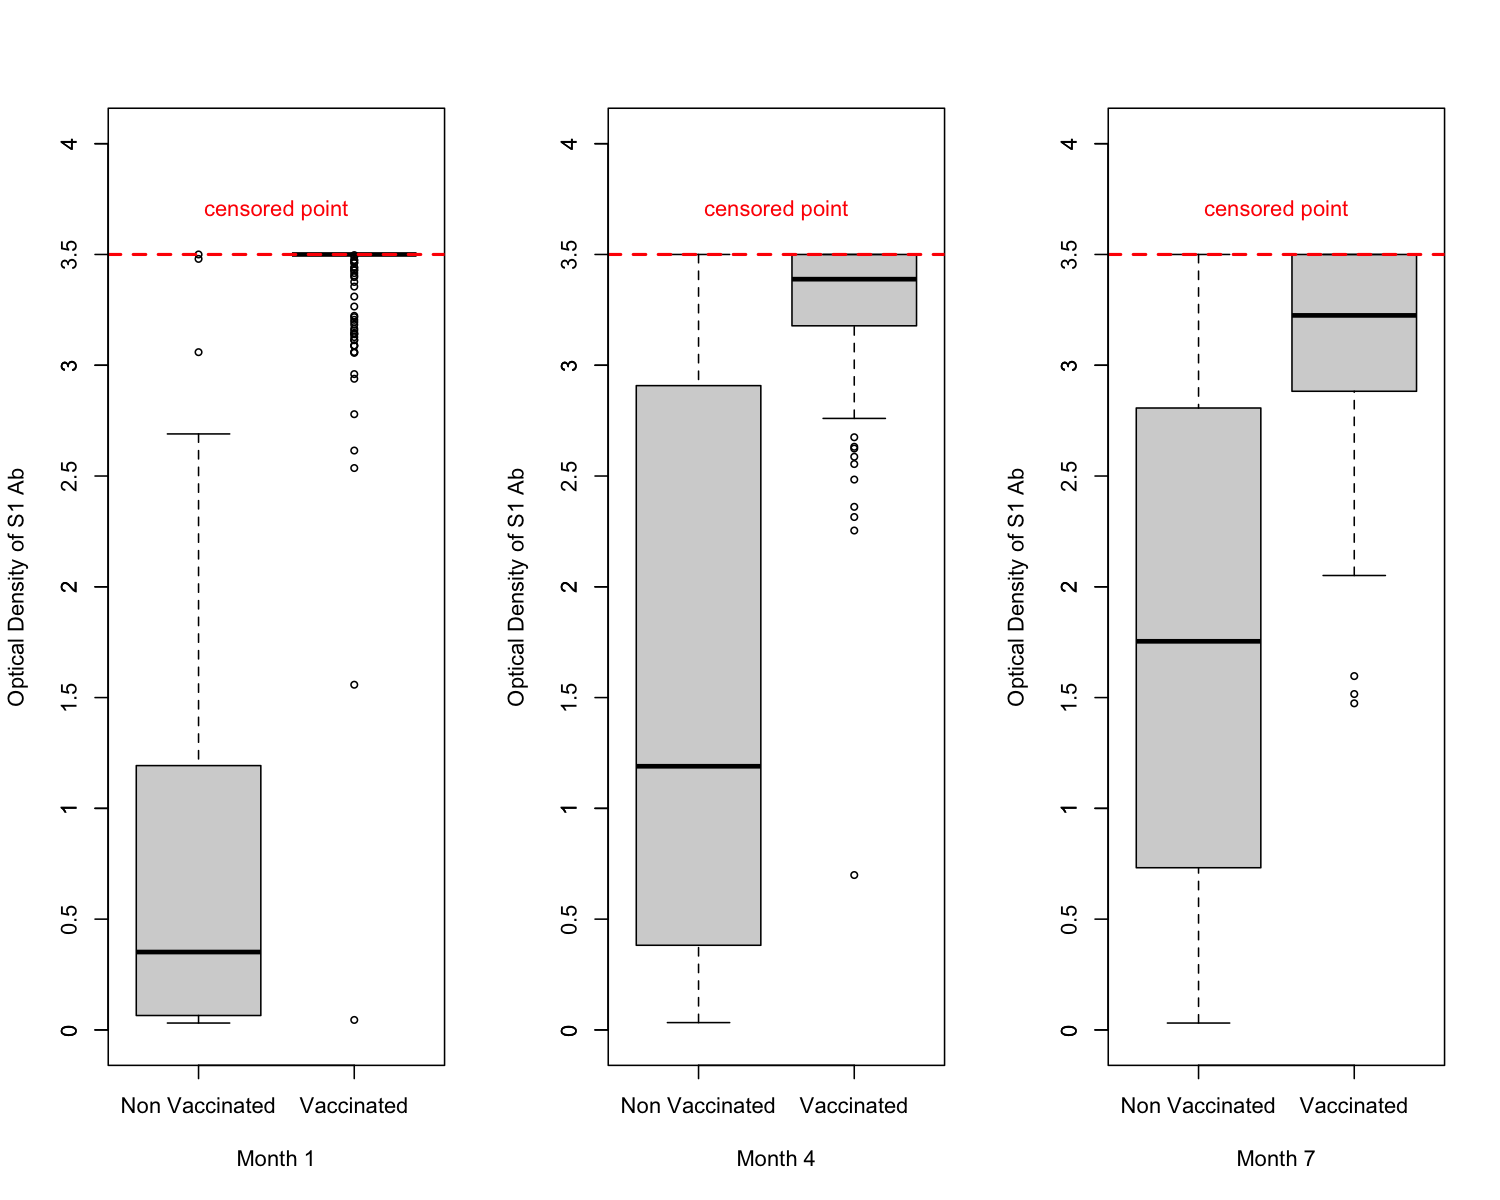 Optical Density of S1 Ab
4
3.5
3
2.5
2
1.5
1
0.5
0
censored point
Non Vaccinated Vaccinated
Month 1
Optical Density of S1 Ab
4
3.5
3
2.5
2
1.5
1
0.5
0
censored point
Non Vaccinated Vaccinated
Month 4
Optical Density of S1 Ab
4
3.5
3
2.5
2
1.5
1
0.5
0
censored point
Non Vaccinated Vaccinated
Month 7